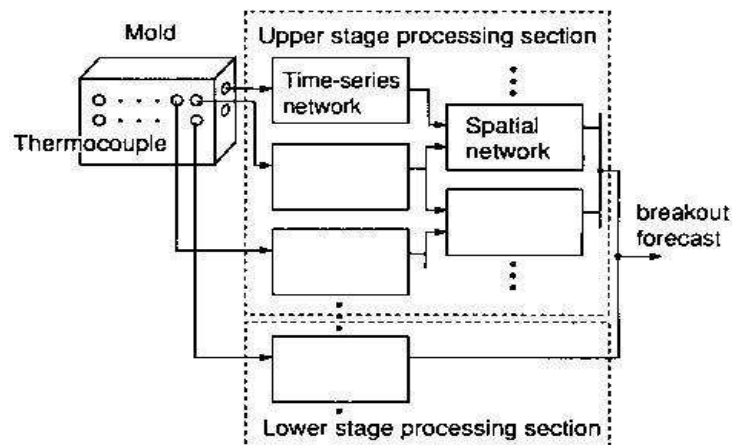 Mold
Upper stage processing section
Time-series
network
Spatial
network
Thermocouple
breakout
forecast
Lower stage processing section